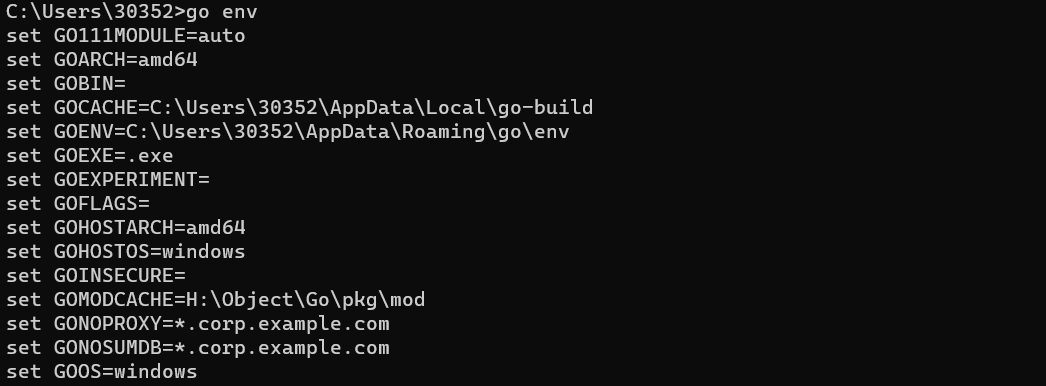 C:\Users\30352>go env
set GO111MODULE=auto
set GOARCH=amd64
set GOBIN=
set GOCACHE=C:\Users\30352\AppData\Local\go-build
set GOENV=C:\Users\30352\AppData\Roaming\go\env
set GOEXE=.exe
set GOEXPERIMENT=
set GOFLAGS=
set GOHOSTARCH=amd64
set GOHOSTOS=windows
set GOINSECURE=
set GOMODCACHE=H:\Object\Go\pkg\mod
set GONOPROXY=*.corp.example.com
set GONOSUMDB=*.corp.example.com
set GOOS=windows